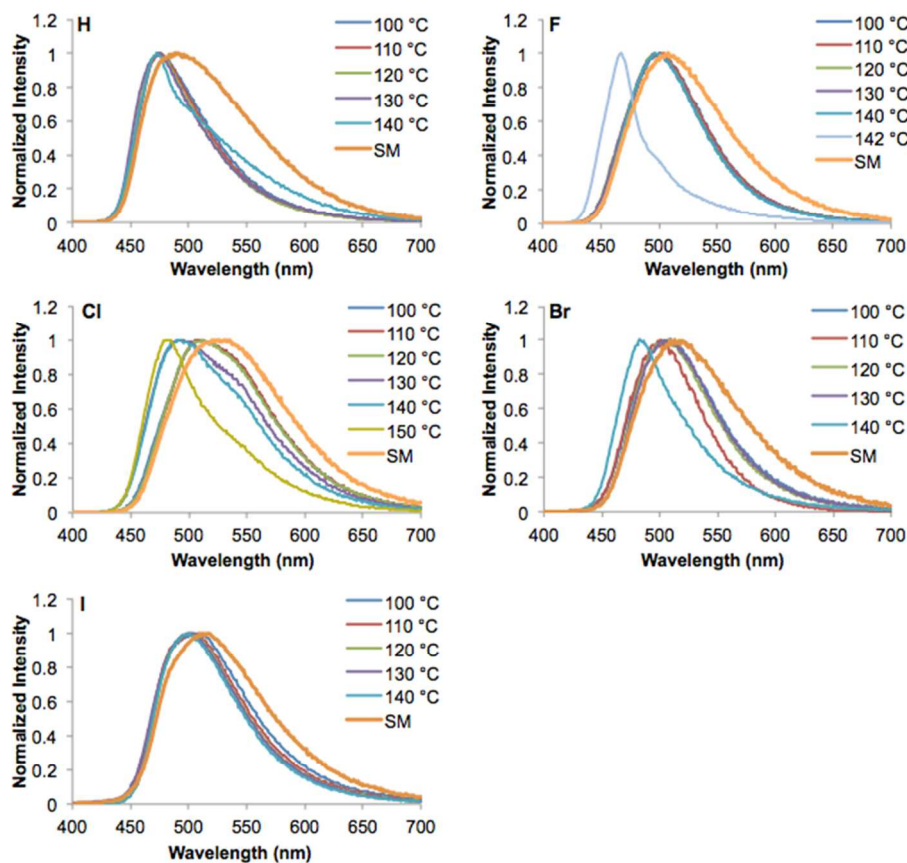 H
Normalized Intensity
1.2
1
0.8
0.6
0.4
0.2
0
400 450 500 550 600 650 700
Wavelength (nm)
100 °C
110 °C
120 °C
130 °C
140 °C
SM
F
Normalized Intensity
1.2
1
0.8
0.6
0.4
0.2
0
400 450 500 550 600 650 700
Wavelength (nm)
100 °C
110 °C
120 °C
130 °C
140 °C
142 °C
SM
Cl
Normalized Intensity
1.2
1
0.8
0.6
0.4
0.2
0
400 450 500 550 600 650 700
Wavelength (nm)
100 °C
110 °C
120 °C
130 °C
140 °C
150 °C
SM
Br
Normalized Intensity
1.2
1
0.8
0.6
0.4
0.2
0
400 450 500 550 600 650 700
Wavelength (nm)
100 °C
110 °C
120 °C
130 °C
140 °C
SM
I
Normalized Intensity
1.2
1
0.8
0.6
0.4
0.2
0
400 450 500 550 600 650 700
Wavelength (nm)
100 °C
110 °C
120 °C
130 °C
140 °C
SM